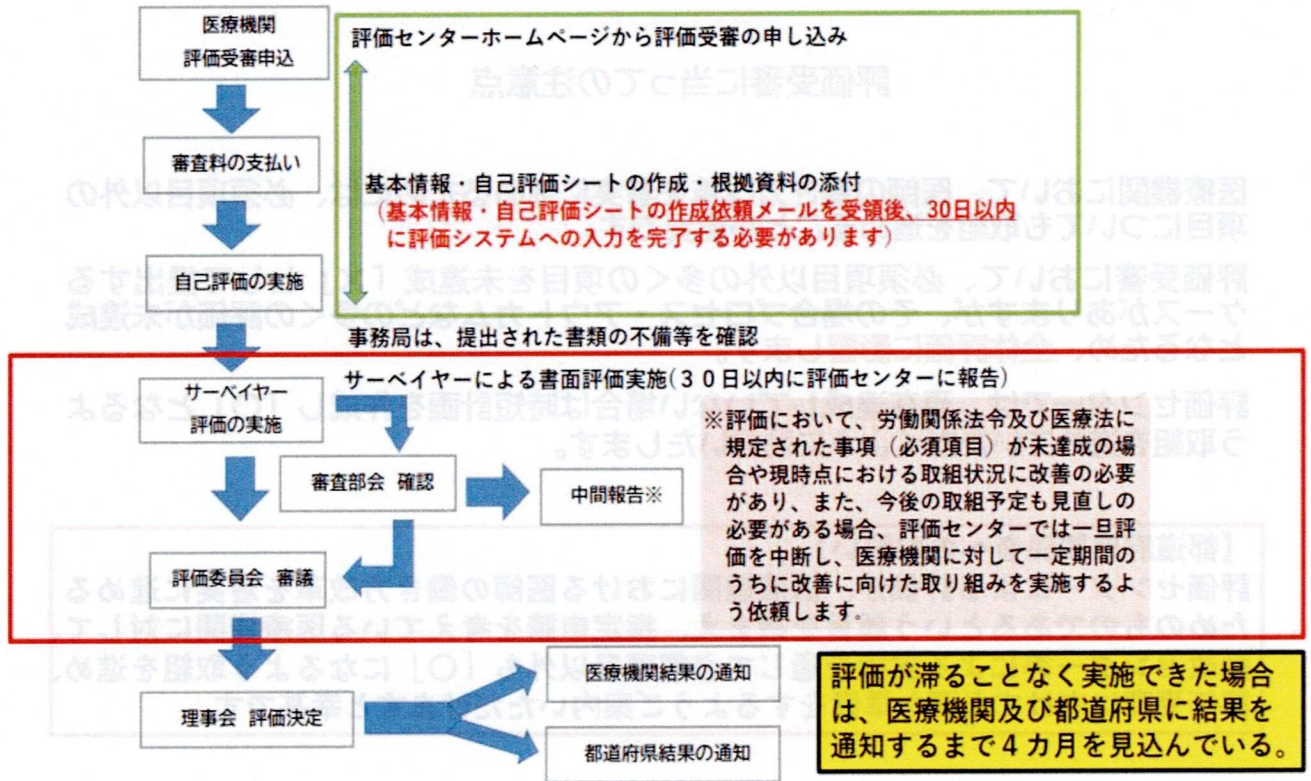 医療機関
評価受審申込
評価センターホームページから評価受審の申し込み
審査料の支払い
基本情報・自己評価シートの作成・根拠資料の添付
（基本情報・自己評価シートの作成依頼メールを受領後、30日以内
に評価システムへの入力を完了する必要があります）
自己評価の実施
事務局は、提出された書類の不備等を確認
サーベイヤー
評価の実施
サーベイヤーによる書面評価実施(３０日以内に評価センターに報告)
審査部会 確認
中間報告※
※評価において、労働関係法令及び医療法に
規定された事項（必須項目）が未達成の場
合や現時点における取組状況に改善の必要
があり、また、今後の取組予定も見直しの
必要がある場合、評価センターでは一旦評
価を中断し、医療機関に対して一定期間の
うちに改善に向けた取り組みを実施するよ
う依頼します.
評価委員会 審議
理事会 評価決定
医療機関結果の通知
都道府県結果の通知
評価が滞ることなく実施できた場合
は、医療機関及び都道府県に結果を
通知するまで４カ月を見込んでいる。